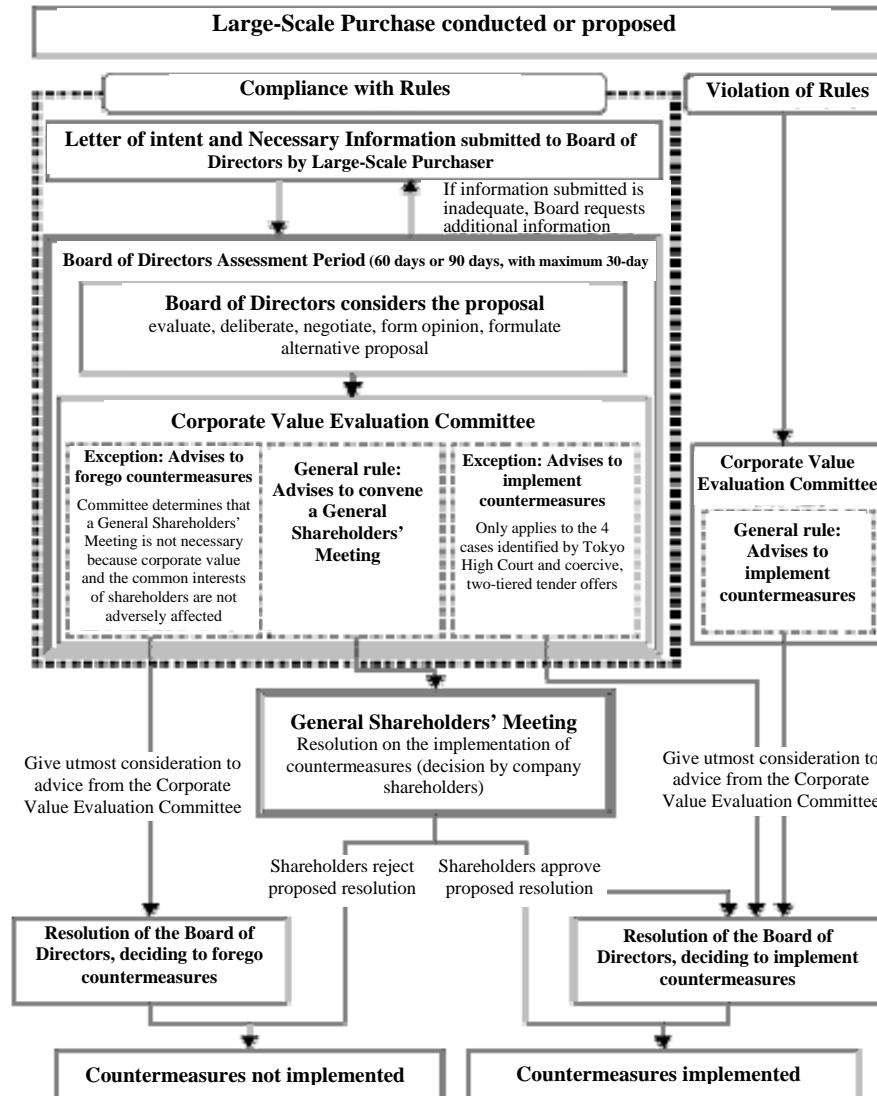 Large-Scale Purchase conducted or proposed
Compliance with Rules
Violation of Rules
Letter of intent and Necessary Information submitted to Board of
Directors by Large-Scale Purchaser
If information submitted is
inadequate, Board requests
additional information
Board of Directors Assessment Period (60 days or 90 days, with maximum 30-day
Board of Directors considers the proposal
evaluate, deliberate, negotiate, form opinion, formulate
alternative proposal
Corporate Value Evaluation Committee
Exception: Advises to
forego countermeasures
Committee determines that
a General Shareholders’
Meeting is not necessary
because corporate value
and the common interests
of shareholders are not
adversely affected
General rule:
Advises to convene
a General
Shareholders’
Meeting
Exception: Advises to
implement
countermeasures
Only applies to the 4
cases identified by Tokyo
High Court and coercive,
two-tiered tender offers
Corporate Value
Evaluation Committee
General rule:
Advises to
implement
countermeasures
General Shareholders’ Meeting
Resolution on the implementation of
countermeasures (decision by company
shareholders)
Give utmost consideration to
advice from the Corporate
Value Evaluation Committee
Give utmost consideration to
advice from the Corporate
Value Evaluation Committee
Shareholders reject
proposed resolution
Shareholders approve
proposed resolution
Resolution of the Board of
Directors, deciding to forego
countermeasures
Resolution of the Board of
Directors, deciding to implement
countermeasures
Countermeasures not implemented
Countermeasures implemented